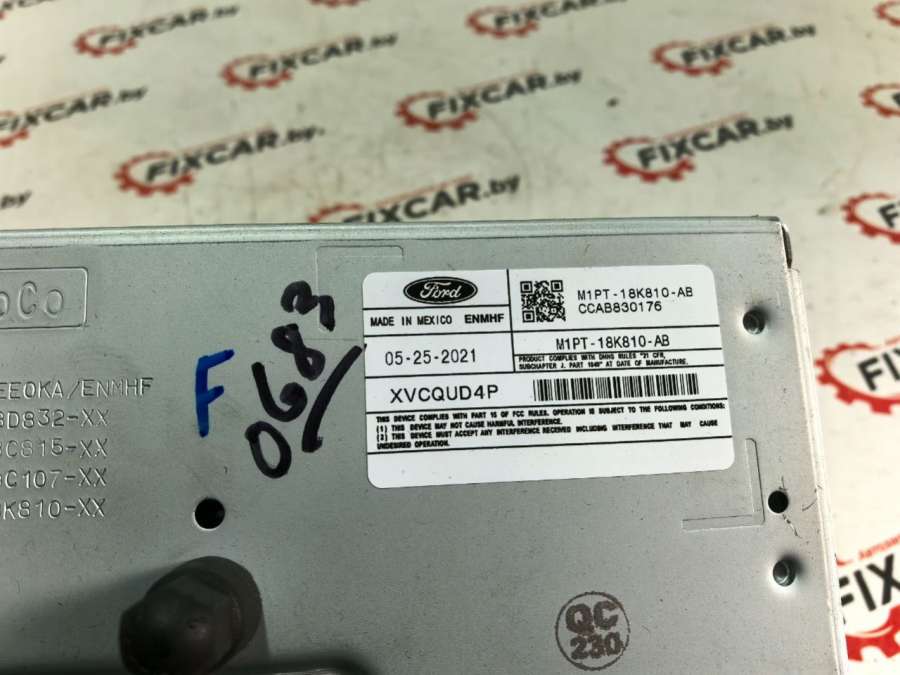 FIXCAR.by
FIXCAR.by
FIXCAR.by
FIXCAR.by
FIXCAR.by
FIXCAR.by
FIXCAR.by
oCo
Ford
MADE IN MEXICO ENMHF
M1PT-18K810-AB
CCAB830176
05-25-2021
M1PT-18K810-AB
PRODUCT COMPLIES WITH DHHS RULES "21 CFR,
SUBCHAPTER J, PART 1040" AT DATE OF MANUFACTURE.
XVCQUD4P
THIS DEVICE COMPLIES WITH PART 15 OF FCC RULES. OPERATION IS SUBJECT TO THE FOLLOWING CONDITIONS:
(1) THIS DEVICE MAY NOT CAUSE HARMFUL INTERFERENCE.
(2) THIS DEVICE MUST ACCEPT ANY INTERFERENCE RECEIVED INCLUDING INTERFERENCE THAT MAY CAUSE
UNDESIRED OPERATION.
F
0683/
EEOKA/ENMHF
D832-XX
C815-XX
C107-XX
K810-XX
QC
230